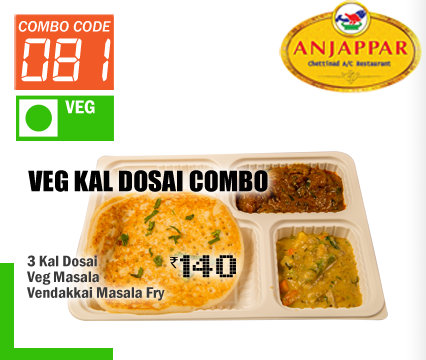 COMBO CODE
081
VEG
ANJAPPAR
Chettinad A/C Restaurant
VEG KAL DOSAI COMBO
3 Kal Dosai
Veg Masala
Vendakkai Masala Fry
₹140